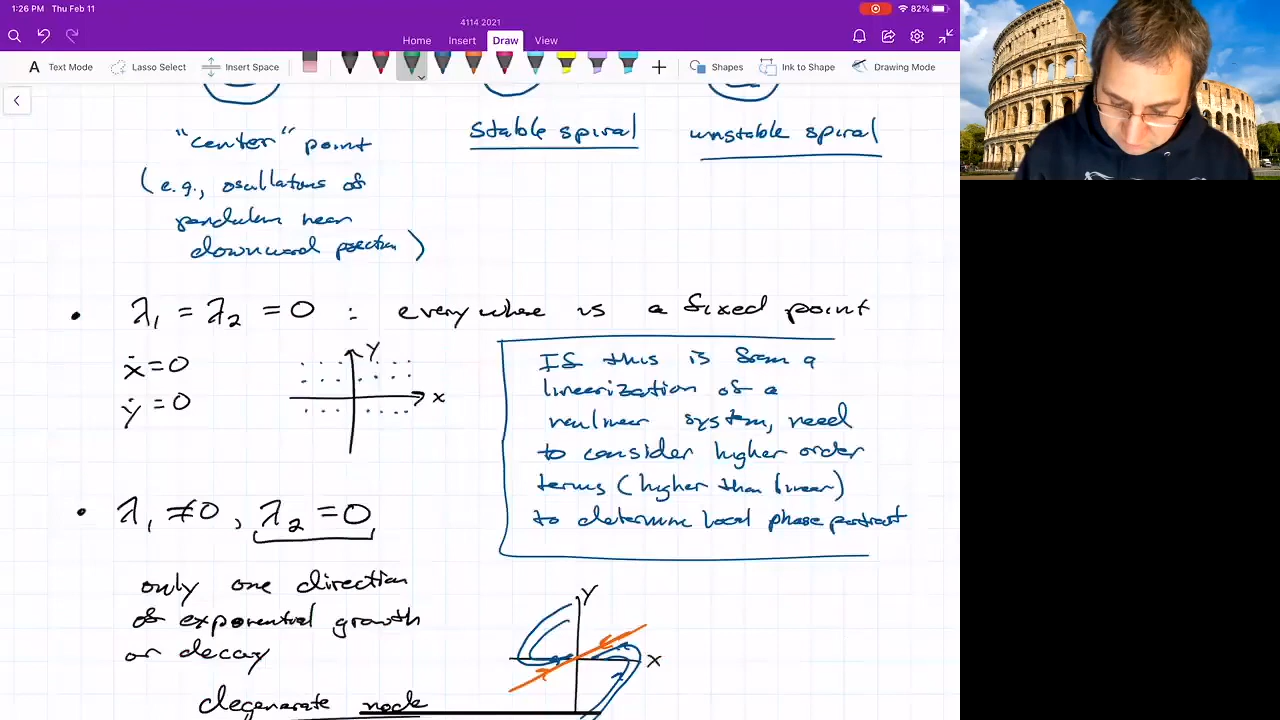 1:26 PM Thu Feb 11
82%
4114 2021
Home Insert Draw View
Text Mode Lasso Select Insert Space Shapes Ink to Shape Drawing Mode
"center" point
(e.g., oscillations of
pendulum near
downward position)
stable spiral
unstable spiral
• λ₁ = λ₂ = 0 : everywhere is a fixed point
ẋ = 0
ẏ = 0
y
x
If this is from a
linearization of a
nonlinear system, need
to consider higher order
terms (higher than linear)
to determine local phase portrait
• λ₁ ≠ 0, λ₂ = 0
only one direction
of exponential growth
or decay
degenerate node
y
x